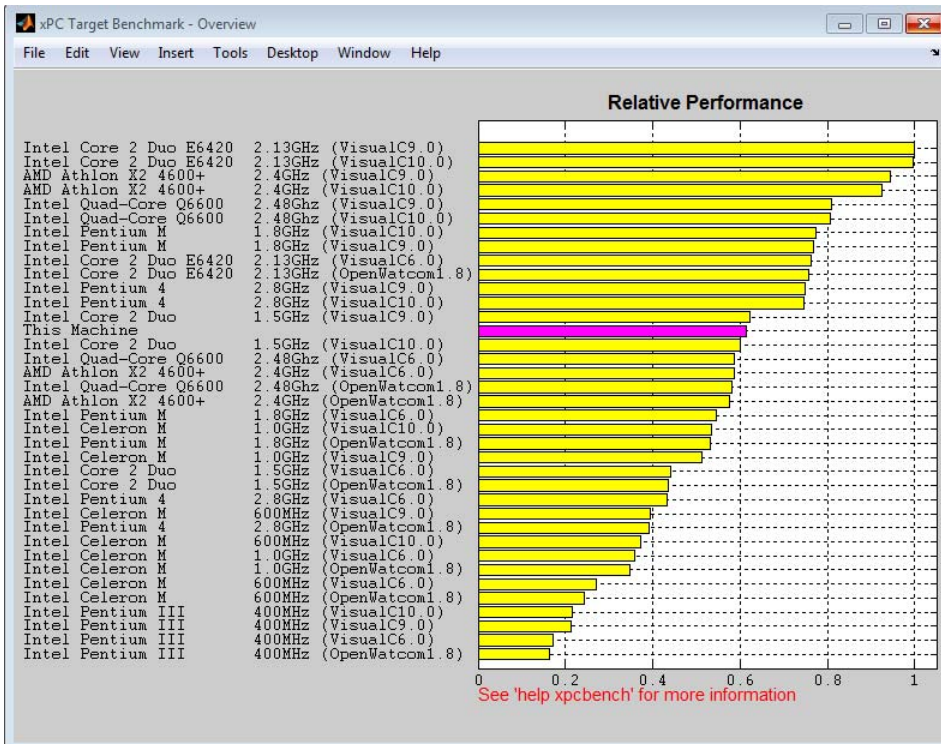 xPC Target Benchmark - Overview
File Edit View Insert Tools Desktop Window Help
Relative Performance
Intel Core 2 Duo E6420 2.13GHz (VisualC9.0)
Intel Core 2 Duo E6420 2.13GHz (VisualC10.0)
AMD Athlon X2 4600+ 2.4GHz (VisualC9.0)
AMD Athlon X2 4600+ 2.4GHz (VisualC10.0)
Intel Quad-Core Q6600 2.48Ghz (VisualC9.0)
Intel Quad-Core Q6600 2.48Ghz (VisualC10.0)
Intel Pentium M 1.8GHz (VisualC10.0)
Intel Pentium M 1.8GHz (VisualC9.0)
Intel Core 2 Duo E6420 2.13GHz (VisualC6.0)
Intel Core 2 Duo E6420 2.13GHz (OpenWatcom1.8)
Intel Pentium 4 2.8GHz (VisualC9.0)
Intel Pentium 4 2.8GHz (VisualC10.0)
Intel Core 2 Duo 1.5GHz (VisualC9.0)
This Machine
Intel Core 2 Duo 1.5GHz (VisualC10.0)
Intel Quad-Core Q6600 2.48Ghz (VisualC6.0)
AMD Athlon X2 4600+ 2.4GHz (VisualC6.0)
Intel Quad-Core Q6600 2.48Ghz (OpenWatcom1.8)
AMD Athlon X2 4600+ 2.4GHz (OpenWatcom1.8)
Intel Pentium M 1.8GHz (VisualC6.0)
Intel Celeron M 1.0GHz (VisualC10.0)
Intel Pentium M 1.8GHz (OpenWatcom1.8)
Intel Celeron M 1.0GHz (VisualC9.0)
Intel Core 2 Duo 1.5GHz (VisualC6.0)
Intel Core 2 Duo 1.5GHz (OpenWatcom1.8)
Intel Pentium 4 2.8GHz (VisualC6.0)
Intel Celeron M 600MHz (VisualC9.0)
Intel Pentium 4 2.8GHz (OpenWatcom1.8)
Intel Celeron M 600MHz (VisualC10.0)
Intel Celeron M 1.0GHz (VisualC6.0)
Intel Celeron M 1.0GHz (OpenWatcom1.8)
Intel Celeron M 600MHz (VisualC6.0)
Intel Celeron M 600MHz (OpenWatcom1.8)
Intel Pentium III 400MHz (VisualC10.0)
Intel Pentium III 400MHz (VisualC9.0)
Intel Pentium III 400MHz (VisualC6.0)
Intel Pentium III 400MHz (OpenWatcom1.8)
0 0.2 0.4 0.6 0.8 1
See 'help xpcbench' for more information